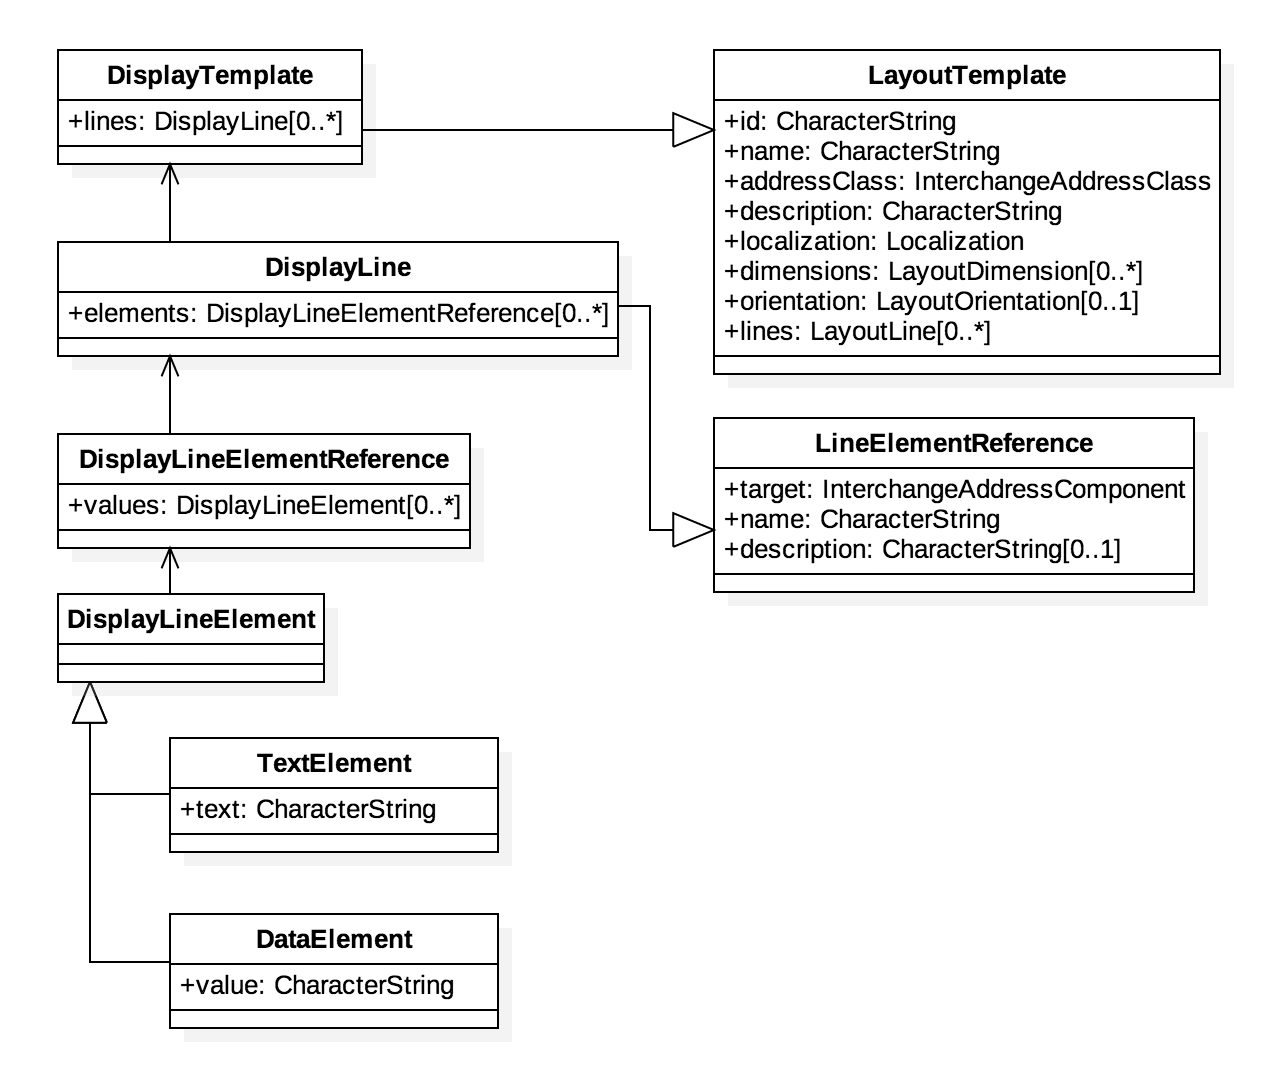 DisplayTemplate
+lines: DisplayLine[0..*]
LayoutTemplate
+id: CharacterString
+name: CharacterString
+addressClass: InterchangeAddressClass
+description: CharacterString
+localization: Localization
+dimensions: LayoutDimension[0..*]
+orientation: LayoutOrientation[0..1]
+lines: LayoutLine[0..*]
DisplayLine
+elements: DisplayLineElementReference[0..*]
DisplayLineElementReference
+values: DisplayLineElement[0..*]
LineElementReference
+target: InterchangeAddressComponent
+name: CharacterString
+description: CharacterString[0..1]
DisplayLineElement
TextElement
+text: CharacterString
DataElement
+value: CharacterString